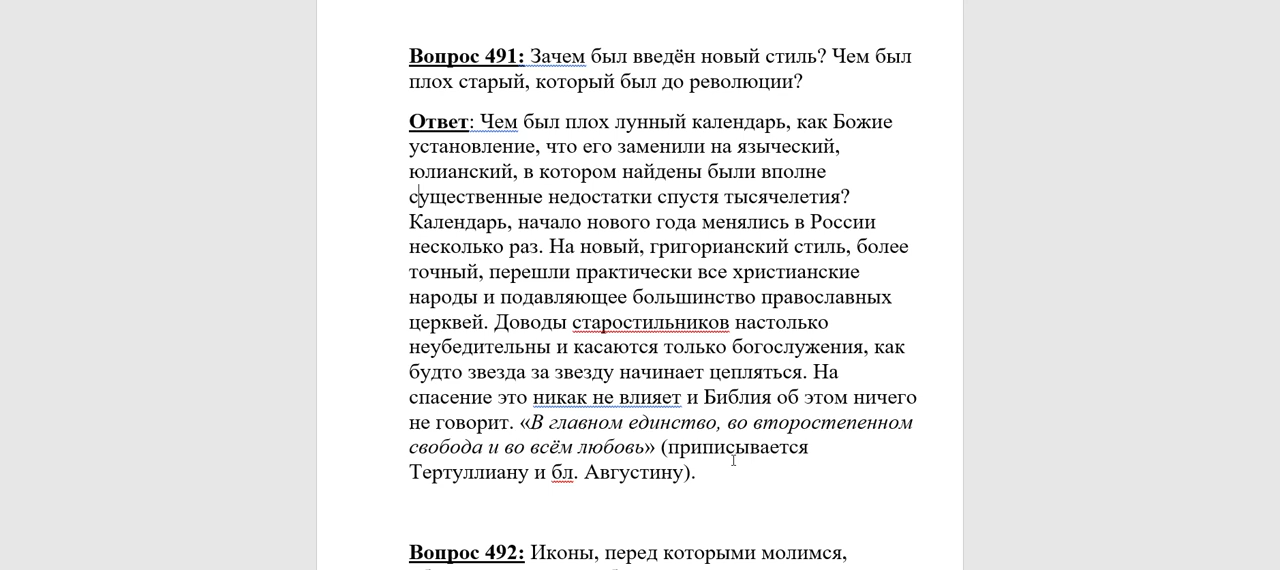 Вопрос 491: Зачем был введён новый стиль? Чем был
плох старый, который был до революции?
Ответ: Чем был плох лунный календарь, как Божие
установление, что его заменили на языческий,
юлианский, в котором найдены были вполне
существенные недостатки спустя тысячелетия?
Календарь, начало нового года менялись в России
несколько раз. На новый, григорианский стиль, более
точный, перешли практически все христианские
народы и подавляющее большинство православных
церквей. Доводы старостильников настолько
неубедительны и касаются только богослужения, как
будто звезда за звезду начинает цепляться. На
спасение это никак не влияет и Библия об этом ничего
не говорит. «В главном единство, во второстепенном
свобода и во всём любовь» (приписывается
Тертуллиану и бл. Августину).
Вопрос 492: Иконы, перед которыми молимся,